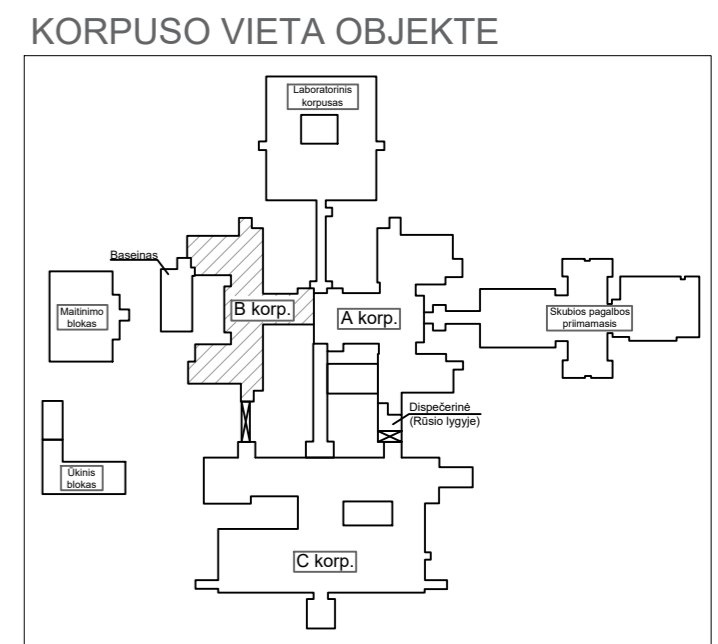 KORPUSO VIETA OBJEKTE
Laboratorinis
korpusas
Baseinas
Maitinimo
blokas
B korp.
A korp.
Skubios pagalbos
priimamasis
Dispečerinė
(Rūsio lygyje)
Ūkinis
blokas
C korp.